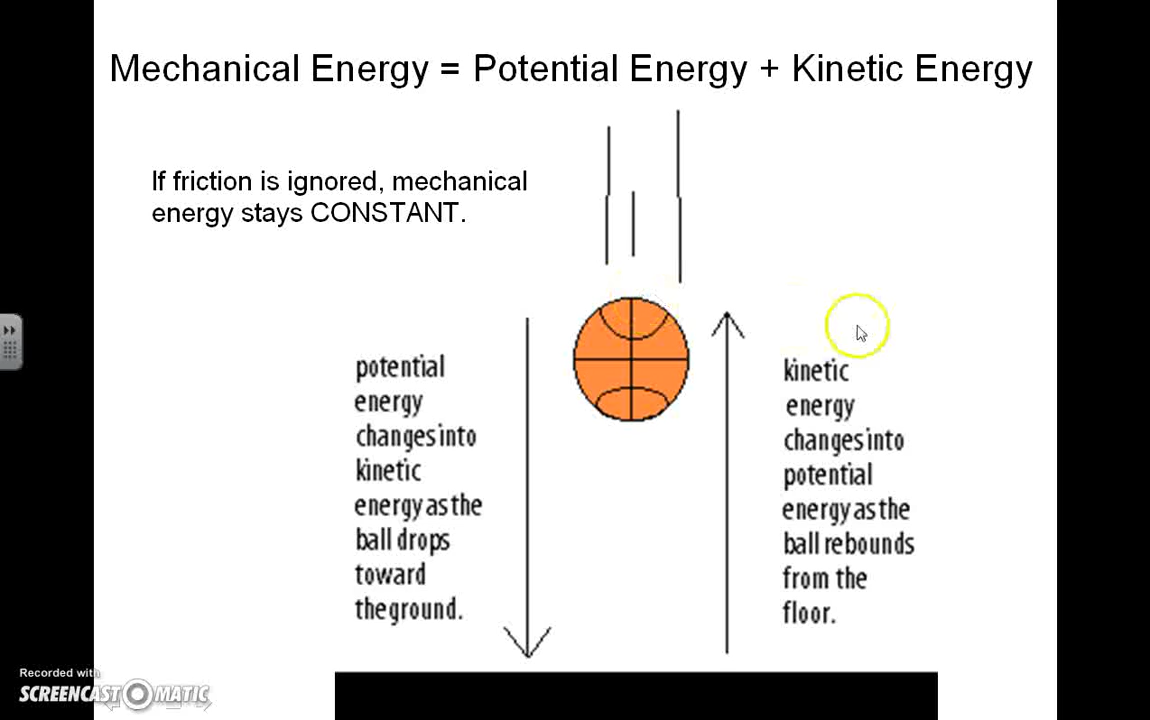 Mechanical Energy = Potential Energy + Kinetic Energy
If friction is ignored, mechanical
energy stays CONSTANT.
potential
energy
changes into
kinetic
energy as the
ball drops
toward
the ground.
kinetic
energy
changes into
potential
energy as the
ball rebounds
from the
floor.
Recorded with
SCREENCAST-O-MATIC